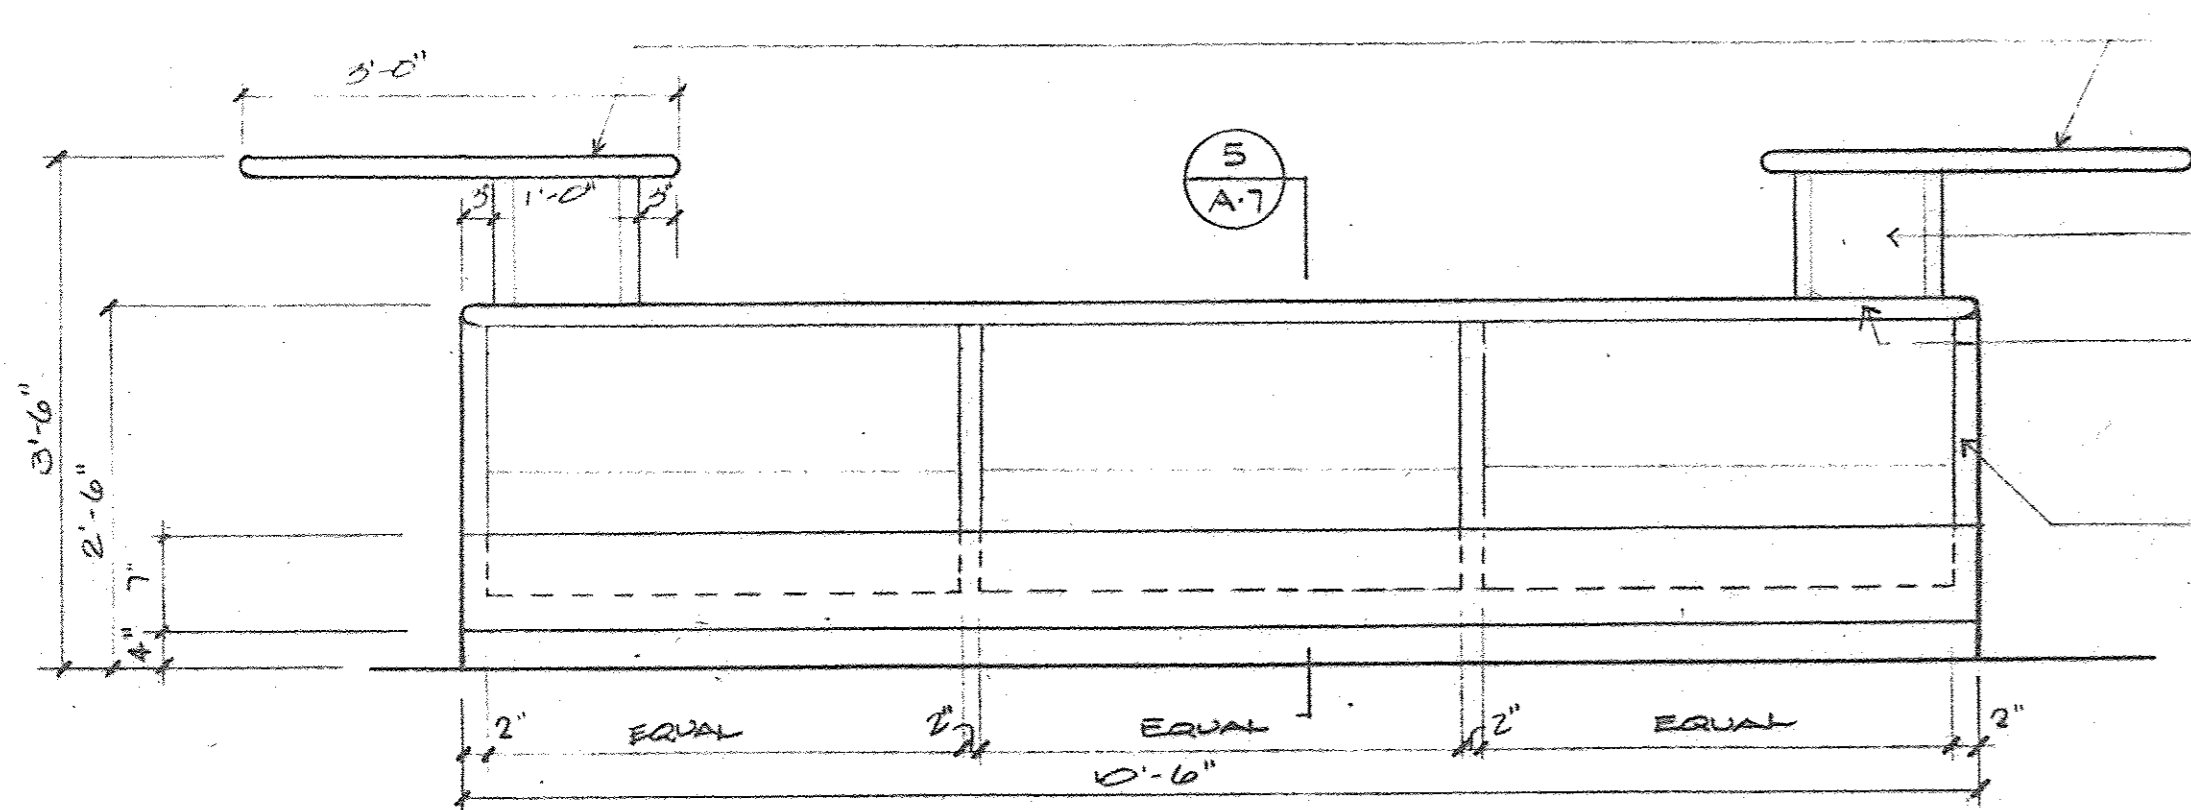 3'-0"
5
A·7
3" 1'-0" 3"
3'-6"
2'-6"
7"
4"
2" EQUAL 2" EQUAL 2" EQUAL 2"
10'-6"